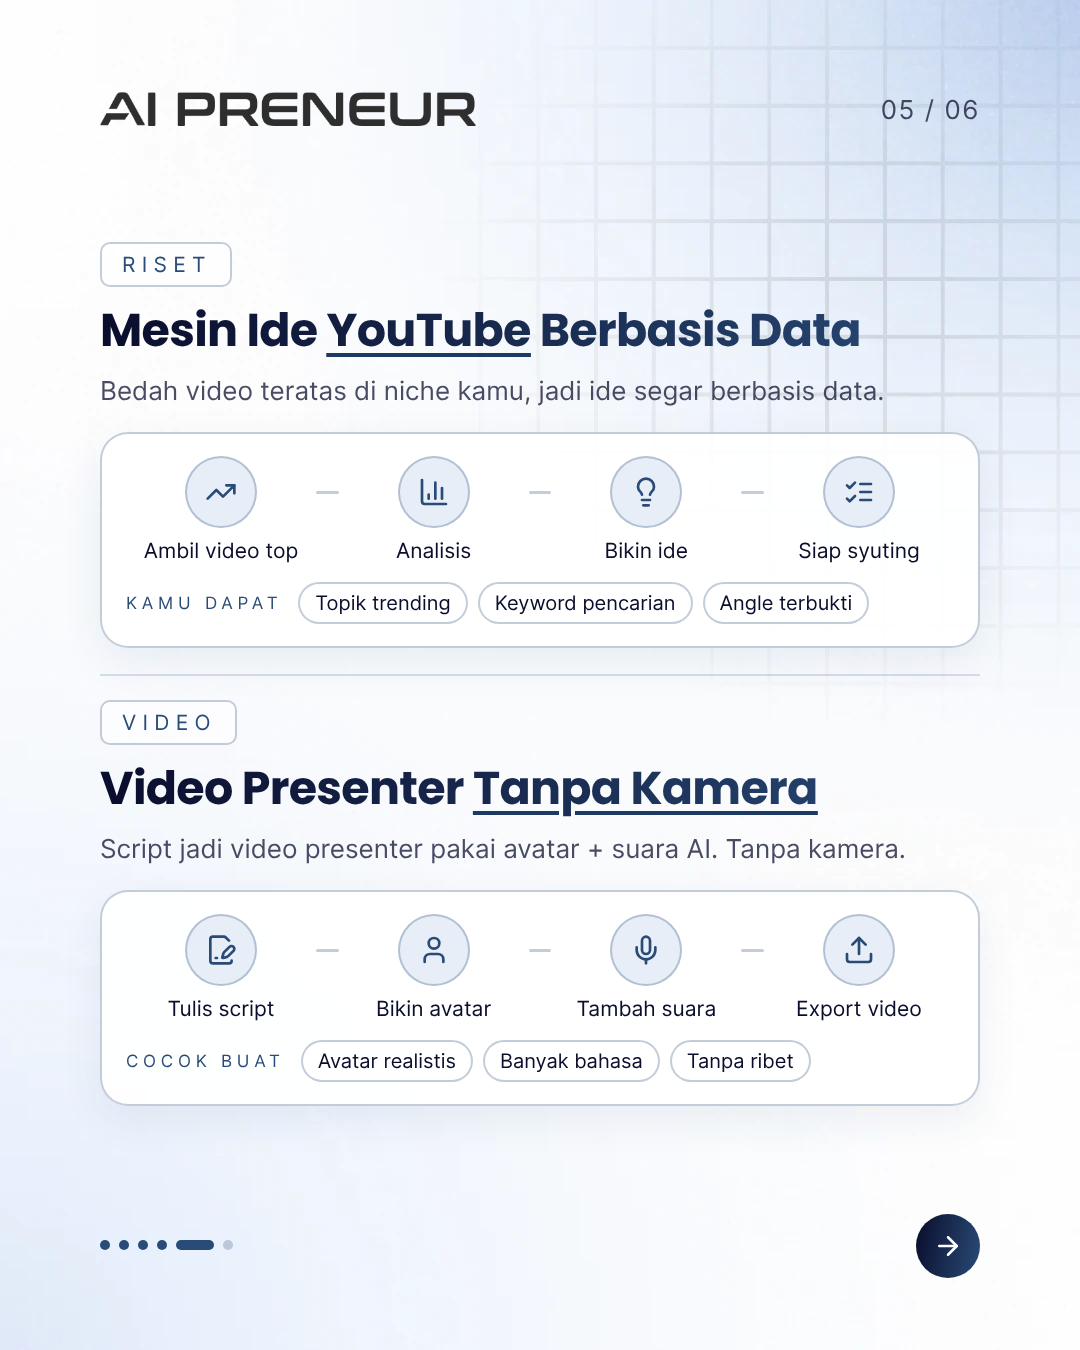 AI PRENEUR
05 / 06
RISET
Mesin Ide YouTube Berbasis Data
Bedah video teratas di niche kamu, jadi ide segar berbasis data.
Ambil video top
Analisis
Bikin ide
Siap syuting
KAMU DAPAT
Topik trending
Keyword pencarian
Angle terbukti
VIDEO
Video Presenter Tanpa Kamera
Script jadi video presenter pakai avatar + suara AI. Tanpa kamera.
Tulis script
Bikin avatar
Tambah suara
Export video
COCOK BUAT
Avatar realistis
Banyak bahasa
Tanpa ribet